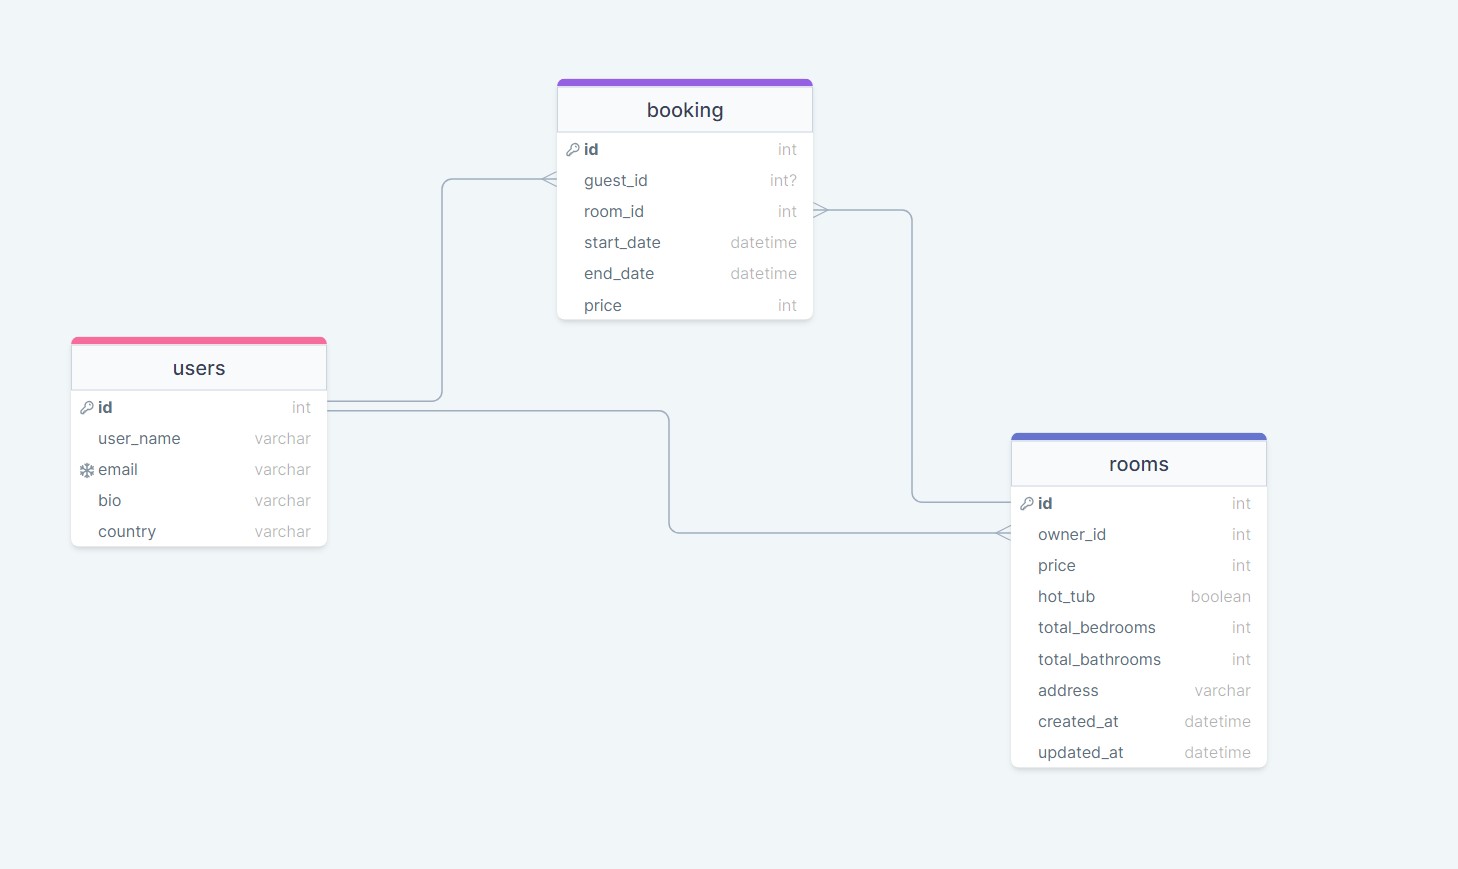 booking
id int
guest_id int?
room_id int
start_date datetime
end_date datetime
price int
users
id int
user_name varchar
email varchar
bio varchar
country varchar
rooms
id int
owner_id int
price int
hot_tub boolean
total_bedrooms int
total_bathrooms int
address varchar
created_at datetime
updated_at datetime